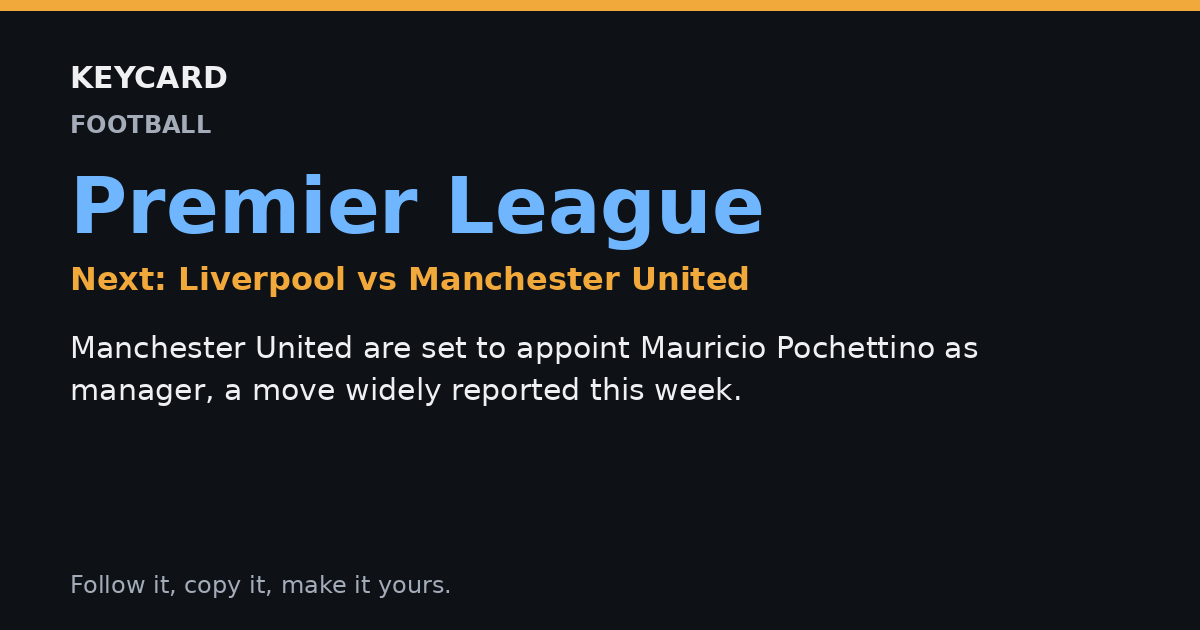 KEYCARD
FOOTBALL
Premier League
Next: Liverpool vs Manchester United
Manchester United are set to appoint Mauricio Pochettino as
manager, a move widely reported this week.
Follow it, copy it, make it yours.